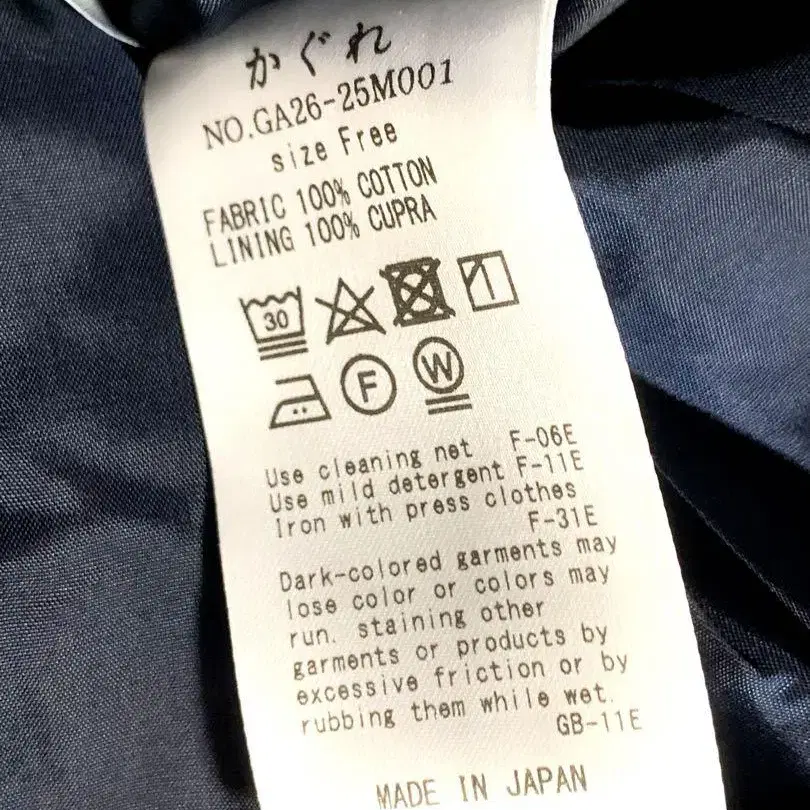 かぐれ
NO.GA26-25M001
size Free
FABRIC 100% COTTON
LINING 100% CUPRA
30
F W
Use cleaning net F-06E
Use mild detergent F-11E
Iron with press clothes
F-31E
Dark-colored garments may
lose color or colors may
run. staining other
garments or products by
excessive friction or by
rubbing them while wet.
GB-11E
MADE IN JAPAN